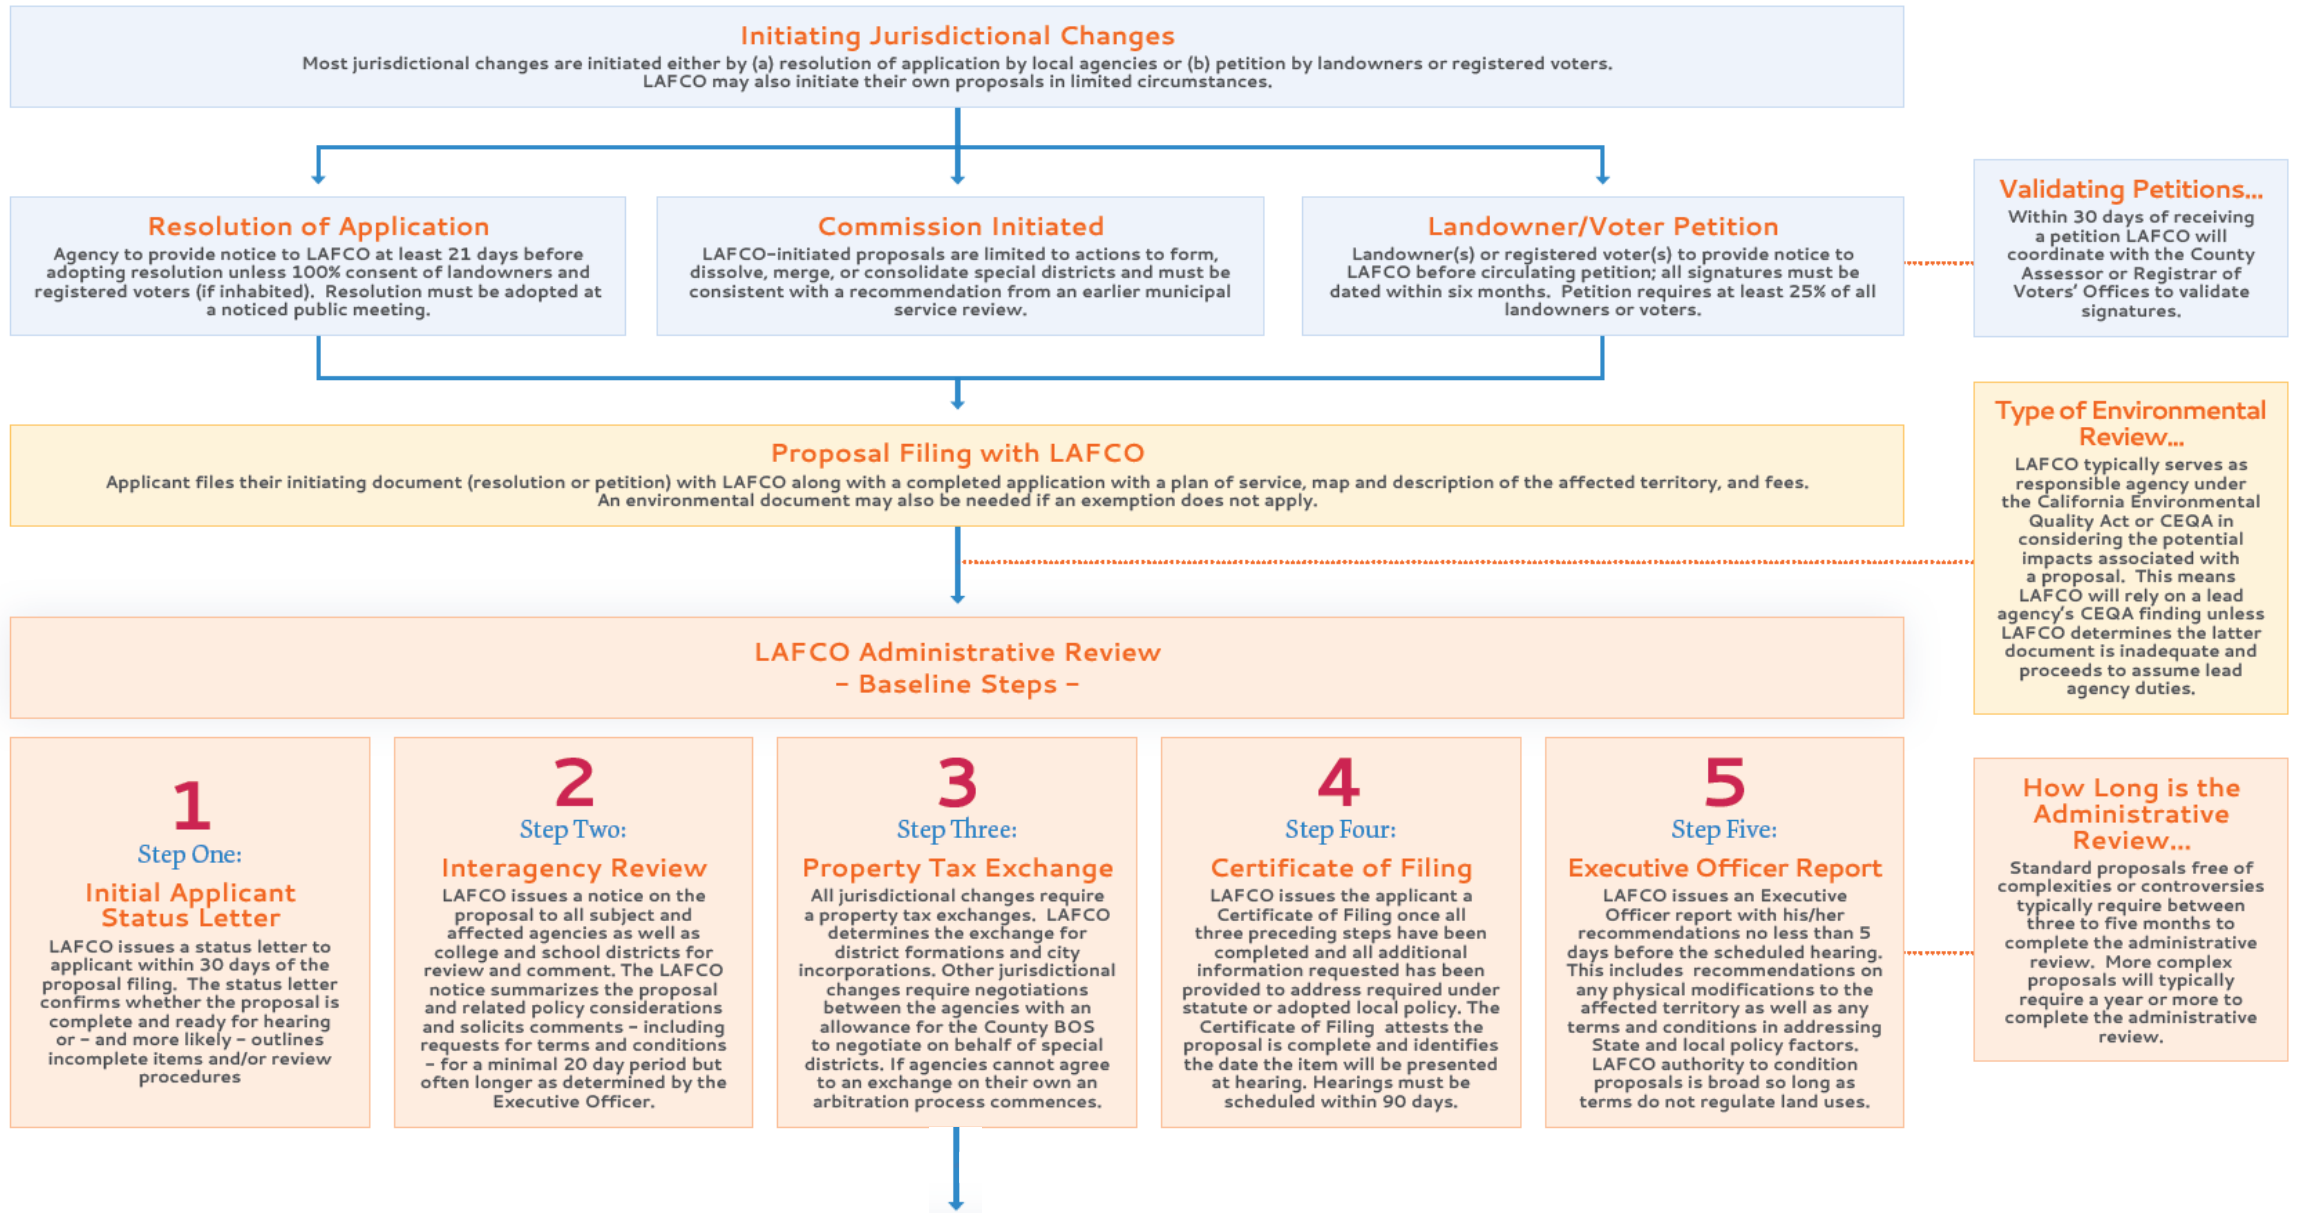 Initiating Jurisdictional Changes
Most jurisdictional changes are initiated either by (a) resolution of application by local agencies or (b) petition by landowners or registered voters.
LAFCO may also initiate their own proposals in limited circumstances.
Resolution of Application
Agency to provide notice to LAFCO at least 21 days before
adopting resolution unless 100% consent of landowners and
registered voters (if inhabited). Resolution must be adopted at
a noticed public meeting.
Commission Initiated
LAFCO-initiated proposals are limited to actions to form,
dissolve, merge, or consolidate special districts and must be
consistent with a recommendation from an earlier municipal
service review.
Landowner/Voter Petition
Landowner(s) or registered voter(s) to provide notice to
LAFCO before circulating petition; all signatures must be
dated within six months. Petition requires at least 25% of all
landowners or voters.
Validating Petitions...
Within 30 days of receiving
a petition LAFCO will
coordinate with the County
Assessor or Registrar of
Voters' Offices to validate
signatures.
Proposal Filing with LAFCO
Applicant files their initiating document (resolution or petition) with LAFCO along with a completed application with a plan of service, map and description of the affected territory, and fees.
An environmental document may also be needed if an exemption does not apply.
Type of Environmental
Review...
LAFCO typically serves as
responsible agency under
the California Environmental
Quality Act or CEQA in
considering the potential
impacts associated with
a proposal. This means
LAFCO will rely on a lead
agency's CEQA finding unless
LAFCO determines the latter
document is inadequate and
proceeds to assume lead
agency duties.
LAFCO Administrative Review
- Baseline Steps -
1
Step One:
Initial Applicant
Status Letter
LAFCO issues a status letter to
applicant within 30 days of the
proposal filing. The status letter
confirms whether the proposal is
complete and ready for hearing
or - and more likely - outlines
incomplete items and/or review
procedures
2
Step Two:
Interagency Review
LAFCO issues a notice on the
proposal to all subject and
affected agencies as well as
college and school districts for
review and comment. The LAFCO
notice summarizes the proposal
and related policy considerations
and solicits comments - including
requests for terms and conditions
- for a minimal 20 day period but
often longer as determined by the
Executive Officer.
3
Step Three:
Property Tax Exchange
All jurisdictional changes require
a property tax exchanges. LAFCO
determines the exchange for
district formations and city
incorporations. Other jurisdictional
changes require negotiations
between the agencies with an
allowance for the County BOS
to negotiate on behalf of special
districts. If agencies cannot agree
to an exchange on their own an
arbitration process commences.
4
Step Four:
Certificate of Filing
LAFCO issues the applicant a
Certificate of Filing once all
three preceding steps have been
completed and all additional
information requested has been
provided to address required under
statute or adopted local policy. The
Certificate of Filing attests the
proposal is complete and identifies
the date the item will be presented
at hearing. Hearings must be
scheduled within 90 days.
5
Step Five:
Executive Officer Report
LAFCO issues an Executive
Officer report with his/her
recommendations no less than 5
days before the scheduled hearing.
This includes recommendations on
any physical modifications to the
affected territory as well as any
terms and conditions in addressing
State and local policy factors.
LAFCO authority to condition
proposals is broad so long as
terms do not regulate land uses.
How Long is the
Administrative
Review...
Standard proposals free of
complexities or controversies
typically require between
three to five months to
complete the administrative
review. More complex
proposals will typically
require a year or more to
complete the administrative
review.